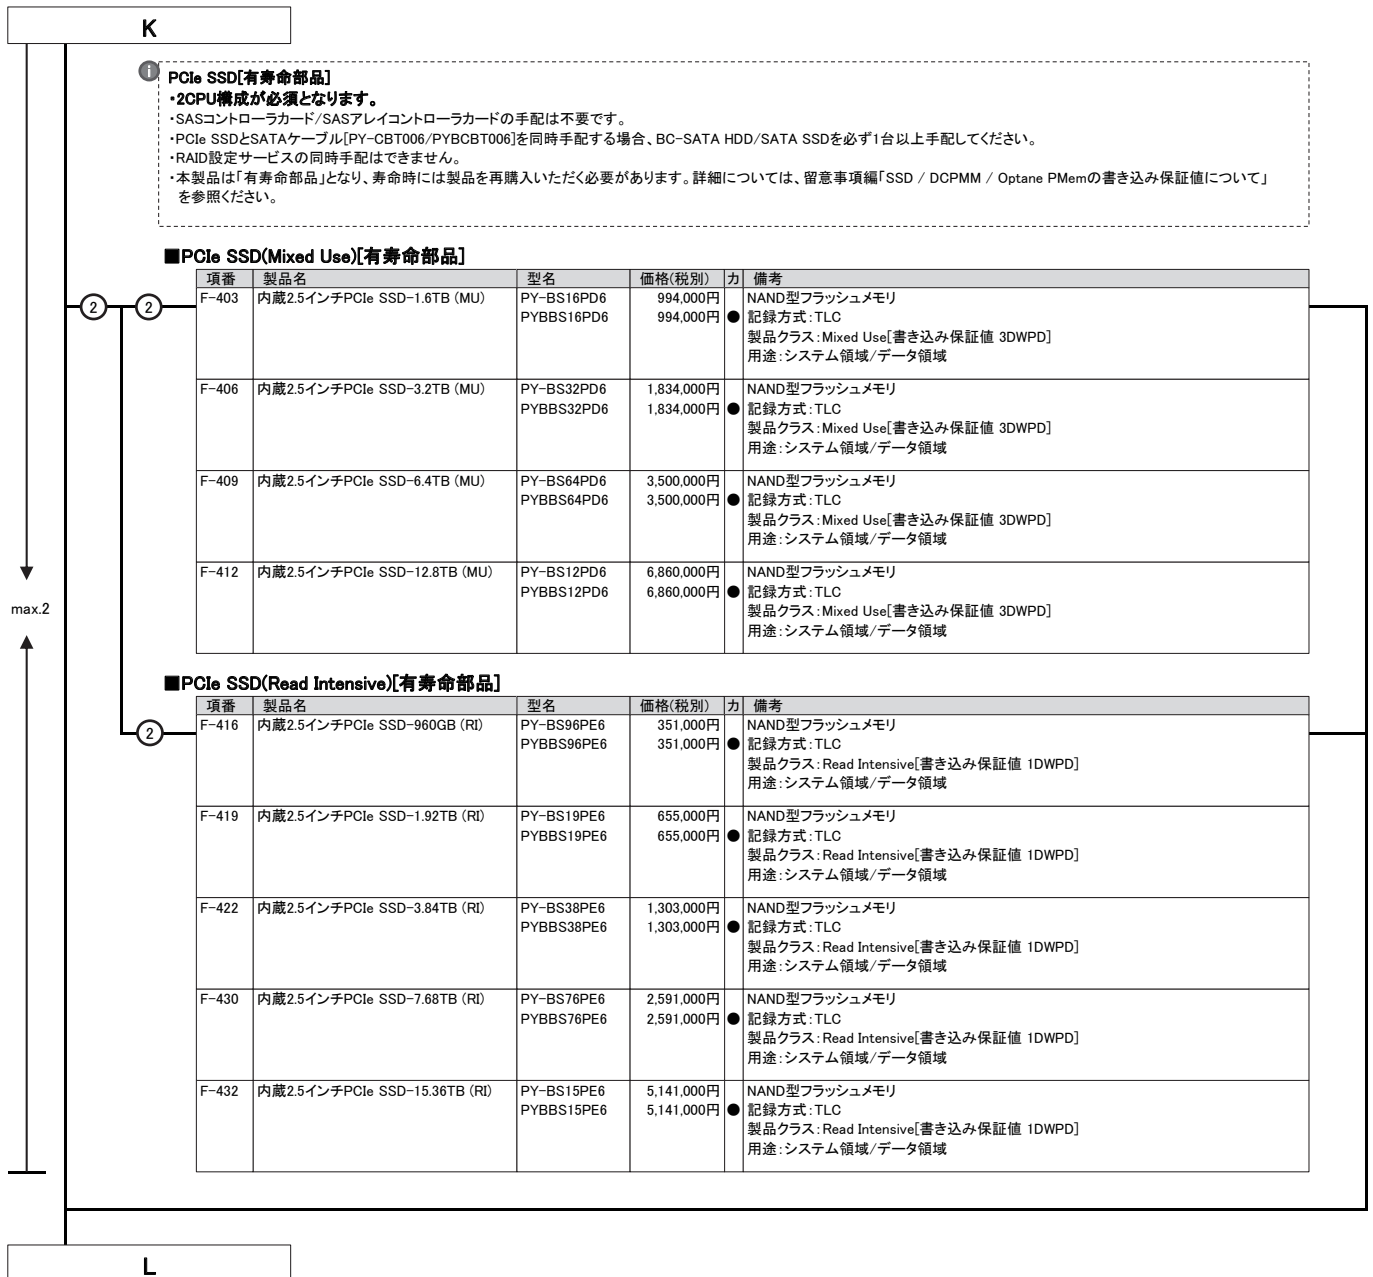 K
PCIe SSD[有寿命部品]
・2CPU構成が必須となります。
・SASコントローラカード/SASアレイコントローラカードの手配は不要です。
・PCIe SSDとSATAケーブル[PY-CBT006/PYBCBT006]を同時手配する場合、BC-SATA HDD/SATA SSDを必ず1台以上手配してください。
・RAID設定サービスの同時手配はできません。
・本製品は「有寿命部品」となり、寿命時には製品を再購入いただく必要があります。詳細については、留意事項編「SSD / DCPMM / Optane PMemの書き込み保証値について」
を参照ください。
■PCIe SSD(Mixed Use)[有寿命部品]
項番 製品名 型名 価格(税別) カ 備考
F-403 内蔵2.5インチPCIe SSD-1.6TB (MU) PY-BS16PD6 994,000円 NAND型フラッシュメモリ
PYBBS16PD6 994,000円 ● 記録方式:TLC
製品クラス:Mixed Use[書き込み保証値 3DWPD]
用途:システム領域/データ領域
② ②
F-406 内蔵2.5インチPCIe SSD-3.2TB (MU) PY-BS32PD6 1,834,000円 NAND型フラッシュメモリ
PYBBS32PD6 1,834,000円 ● 記録方式:TLC
製品クラス:Mixed Use[書き込み保証値 3DWPD]
用途:システム領域/データ領域
F-409 内蔵2.5インチPCIe SSD-6.4TB (MU) PY-BS64PD6 3,500,000円 NAND型フラッシュメモリ
PYBBS64PD6 3,500,000円 ● 記録方式:TLC
製品クラス:Mixed Use[書き込み保証値 3DWPD]
用途:システム領域/データ領域
F-412 内蔵2.5インチPCIe SSD-12.8TB (MU) PY-BS12PD6 6,860,000円 NAND型フラッシュメモリ
PYBBS12PD6 6,860,000円 ● 記録方式:TLC
製品クラス:Mixed Use[書き込み保証値 3DWPD]
用途:システム領域/データ領域
max.2
■PCIe SSD(Read Intensive)[有寿命部品]
項番 製品名 型名 価格(税別) カ 備考
F-416 内蔵2.5インチPCIe SSD-960GB (RI) PY-BS96PE6 351,000円 NAND型フラッシュメモリ
PYBBS96PE6 351,000円 ● 記録方式:TLC
製品クラス:Read Intensive[書き込み保証値 1DWPD]
用途:システム領域/データ領域
②
F-419 内蔵2.5インチPCIe SSD-1.92TB (RI) PY-BS19PE6 655,000円 NAND型フラッシュメモリ
PYBBS19PE6 655,000円 ● 記録方式:TLC
製品クラス:Read Intensive[書き込み保証値 1DWPD]
用途:システム領域/データ領域
F-422 内蔵2.5インチPCIe SSD-3.84TB (RI) PY-BS38PE6 1,303,000円 NAND型フラッシュメモリ
PYBBS38PE6 1,303,000円 ● 記録方式:TLC
製品クラス:Read Intensive[書き込み保証値 1DWPD]
用途:システム領域/データ領域
F-430 内蔵2.5インチPCIe SSD-7.68TB (RI) PY-BS76PE6 2,591,000円 NAND型フラッシュメモリ
PYBBS76PE6 2,591,000円 ● 記録方式:TLC
製品クラス:Read Intensive[書き込み保証値 1DWPD]
用途:システム領域/データ領域
F-432 内蔵2.5インチPCIe SSD-15.36TB (RI) PY-BS15PE6 5,141,000円 NAND型フラッシュメモリ
PYBBS15PE6 5,141,000円 ● 記録方式:TLC
製品クラス:Read Intensive[書き込み保証値 1DWPD]
用途:システム領域/データ領域
L